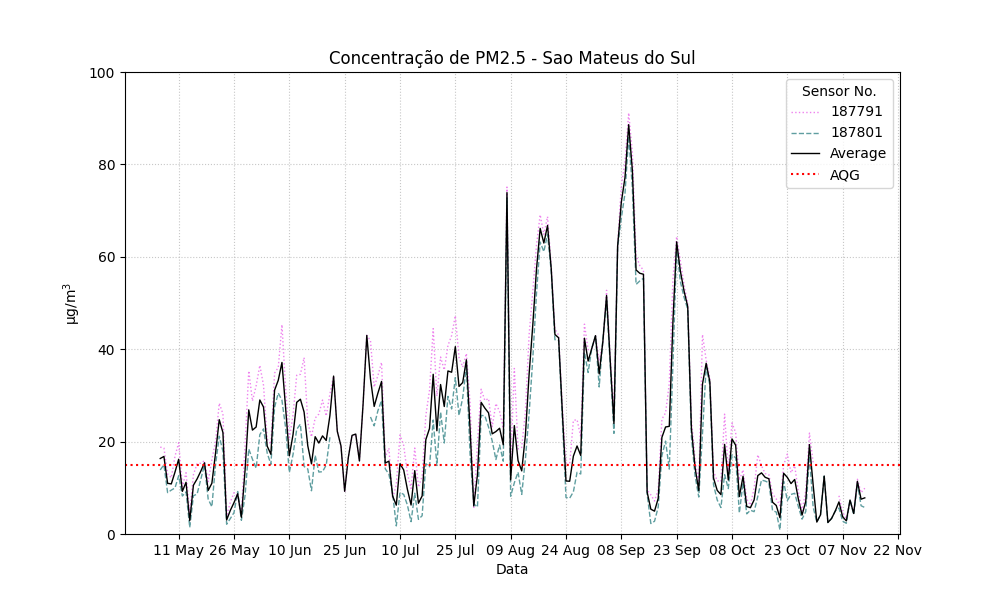 Concentração de PM2.5 - Sao Mateus do Sul
Sensor No.
187791
187801
Average
AQG
100
80
60
40
20
0
µg/m³
11 May 26 May 10 Jun 25 Jun 10 Jul 25 Jul 09 Aug 24 Aug 08 Sep 23 Sep 08 Oct 23 Oct 07 Nov 22 Nov
Data